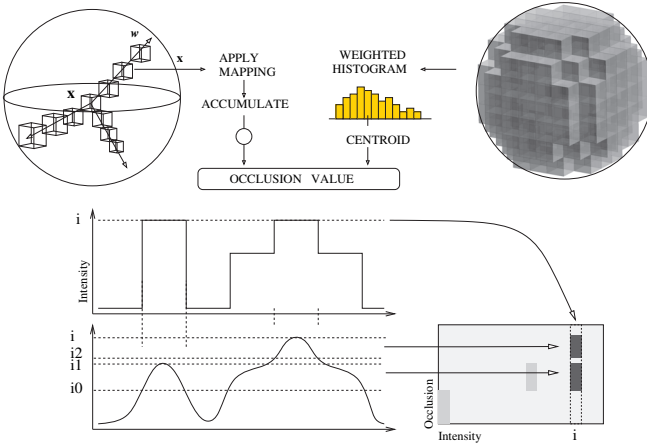 w
x
X
APPLY
MAPPING
ACCUMULATE
WEIGHTED
HISTOGRAM
CENTROID
OCCLUSION VALUE
i
Intensity
i
i2
i1
i0
Occlusion
Intensity
i